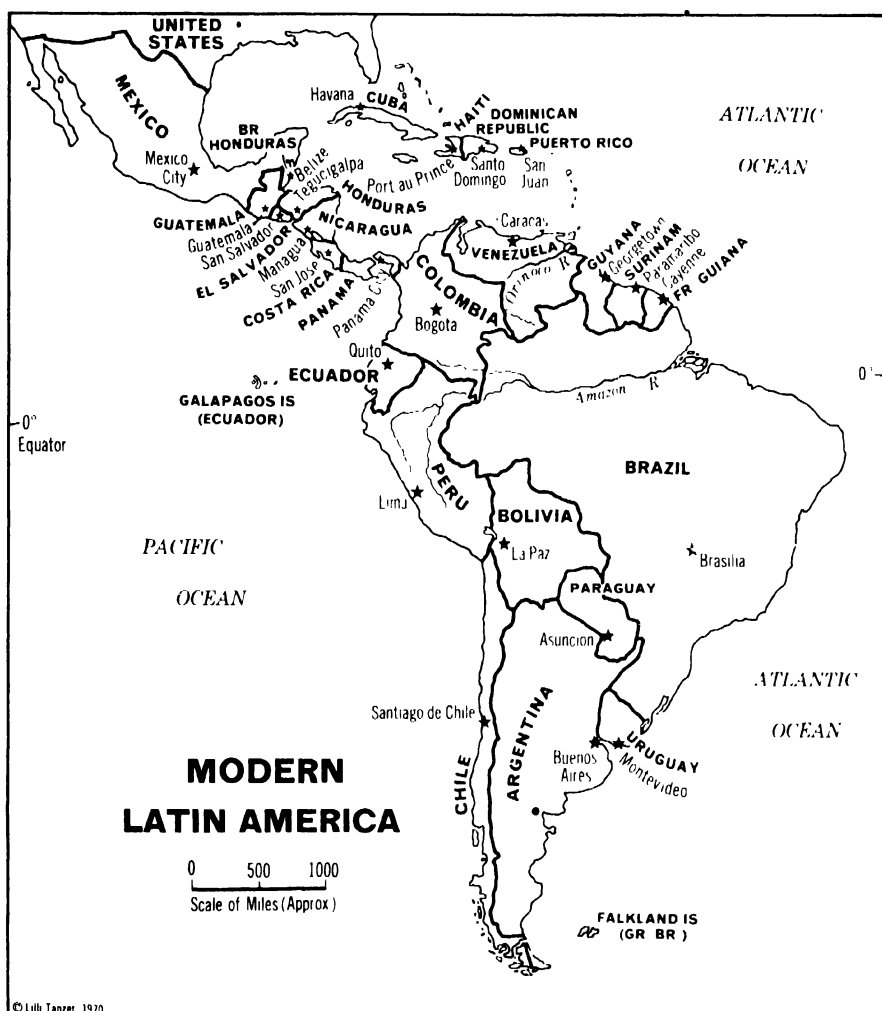 UNITED
STATES
MEXICO
Mexico
City
BR
HONDURAS
Belize
Tegucigalpa
HONDURAS
GUATEMALA
Guatemala
San Salvador
EL SALVADOR
NICARAGUA
Managua
San Jose
COSTA RICA
PANAMA
Panama City
Havana
CUBA
HAITI
Port au Prince
DOMINICAN
REPUBLIC
Santo
Domingo
PUERTO RICO
San
Juan
ATLANTIC
OCEAN
Caracas
VENEZUELA
Orinoco R
GUYANA
Georgetown
SURINAM
Paramaribo
Cayenne
FR GUIANA
COLOMBIA
Bogota
Quito
ECUADOR
GALAPAGOS IS
(ECUADOR)
0°
0°
Equator
Amazon R
PERU
Lima
BRAZIL
Brasilia
BOLIVIA
La Paz
PARAGUAY
Asuncion
PACIFIC
OCEAN
ATLANTIC
OCEAN
Santiago de Chile
CHILE
ARGENTINA
Buenos
Aires
URUGUAY
Montevideo
MODERN
LATIN AMERICA
0 500 1000
Scale of Miles (Approx)
FALKLAND IS
(GR BR)
© Lilli Tanzer, 1970